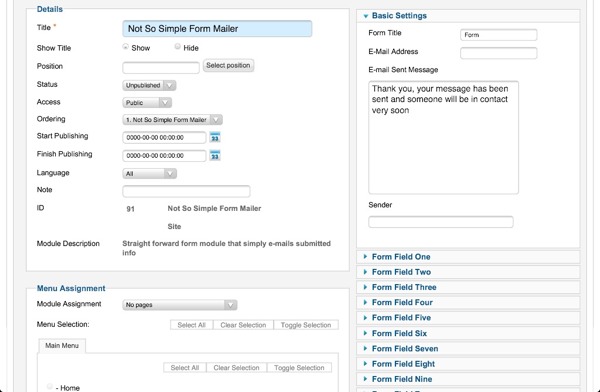 Details
Title *
Not So Simple Form Mailer
Show Title
Show
Hide
Position
Select position
Status
Unpublished
Access
Public
Ordering
1. Not So Simple Form Mailer
Start Publishing
0000-00-00 00:00:00
23
Finish Publishing
0000-00-00 00:00:00
23
Language
All
Note
ID
91
Not So Simple Form Mailer
Site
Module Description
Straight forward form module that simply e-mails submitted
info
Menu Assignment
Module Assignment
No pages
Menu Selection:
Select All
Clear Selection
Toggle Selection
Main Menu
Select All
Clear Selection
Toggle Selection
- Home
Basic Settings
Form Title
Form
E-Mail Address
E-mail Sent Message
Thank you, your message has been
sent and someone will be in contact
very soon
Sender
Form Field One
Form Field Two
Form Field Three
Form Field Four
Form Field Five
Form Field Six
Form Field Seven
Form Field Eight
Form Field Nine